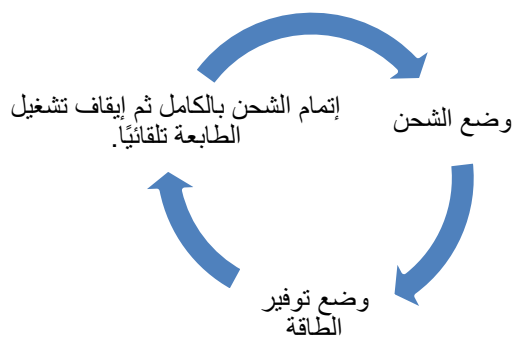 إتمام الشحن بالكامل ثم إيقاف تشغيل
الطابعة تلقائيًا.
وضع الشحن
وضع توفير
الطاقة